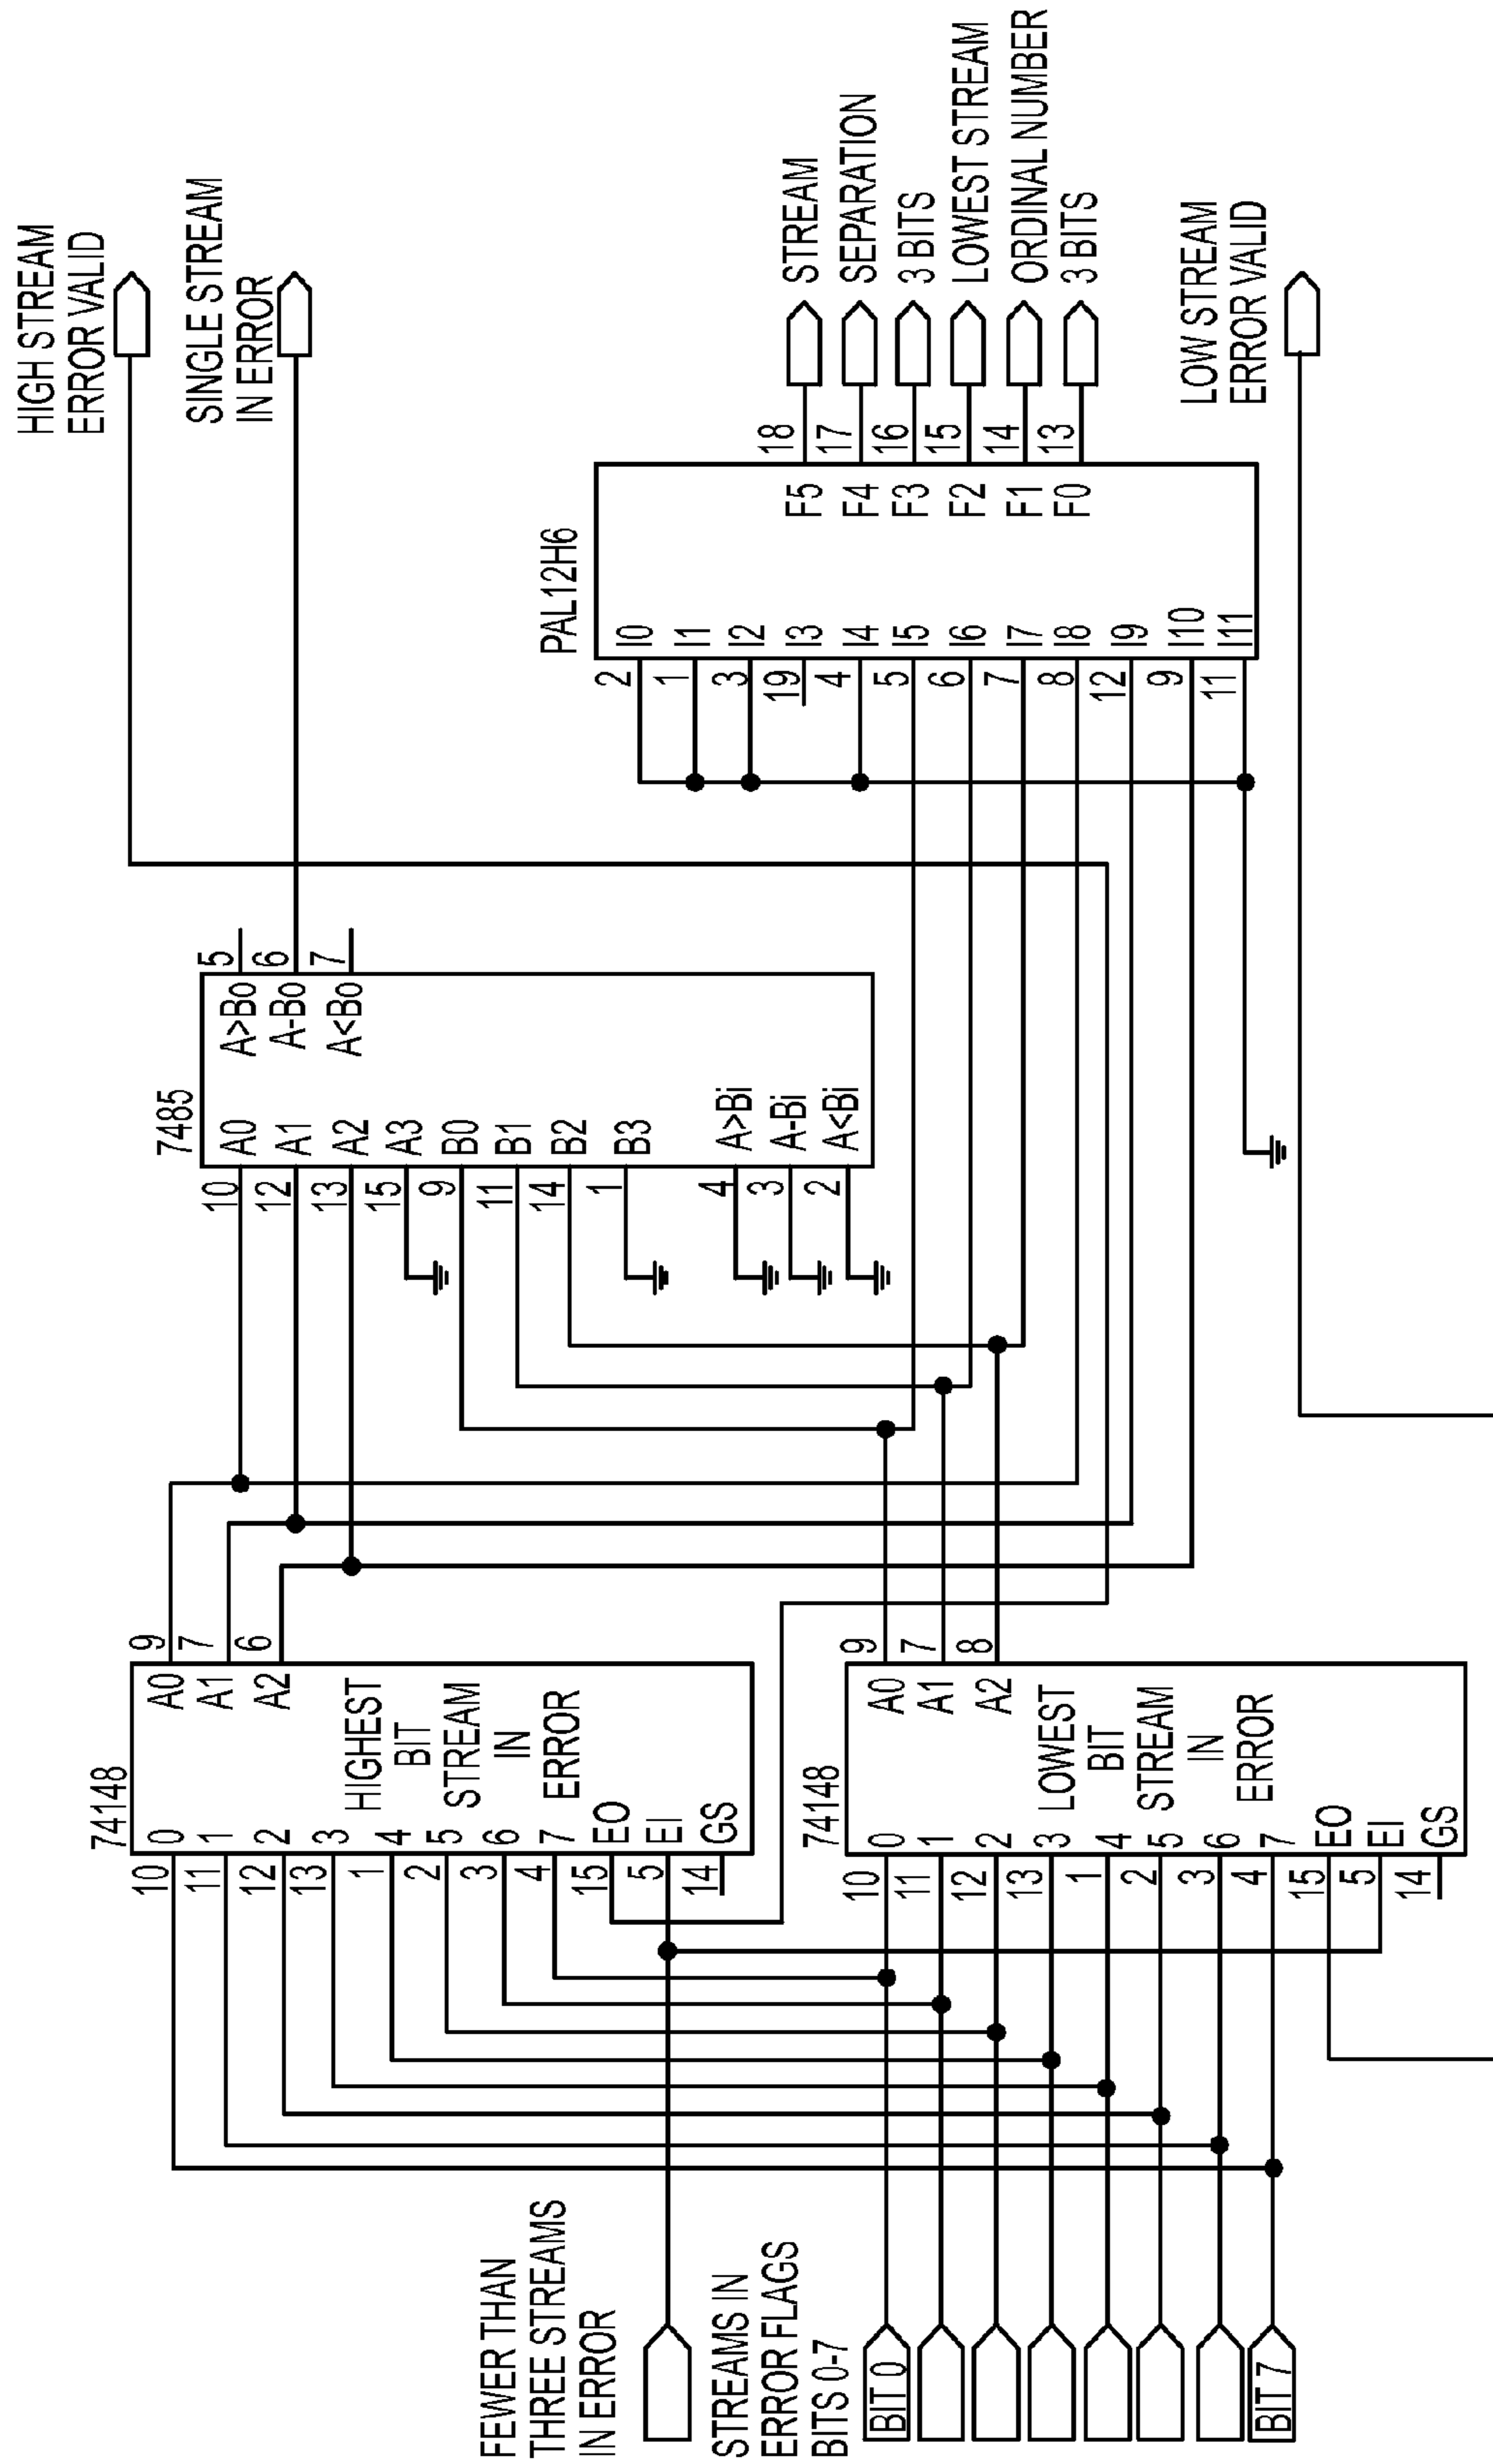 HIGH STREAM
ERROR VALID
SINGLE STREAM
IN ERROR
74148
0
1
2
3
4
5
6
7
EO
EI
GS
10
11
12
13
1
2
3
4
15
5
14
HIGHEST
BIT
STREAM
IN
ERROR
A0
A1
A2
9
7
6
7485
A0
A1
A2
A3
B0
B1
B2
B3
A>Bi
A-Bi
A<Bi
10
12
13
15
9
11
14
1
4
3
2
A>Bo
A-Bo
A<Bo
5
6
7
PAL12H6
I0
I1
I2
I3
I4
I5
I6
I7
I8
I9
I10
I11
2
1
3
19
4
5
6
7
8
12
9
11
F5
F4
F3
F2
F1
F0
18
17
16
15
14
13
STREAM
SEPARATION
3 BITS
LOWEST STREAM
ORDINAL NUMBER
3 BITS
LOW STREAM
ERROR VALID
FEWER THAN
THREE STREAMS
IN ERROR
STREAMS IN
ERROR FLAGS
BITS 0-7
BIT 0
BIT 7
74148
0
1
2
3
4
5
6
7
EO
EI
GS
10
11
12
13
1
2
3
4
15
5
14
LOWEST
BIT
STREAM
IN
ERROR
A0
A1
A2
9
7
8